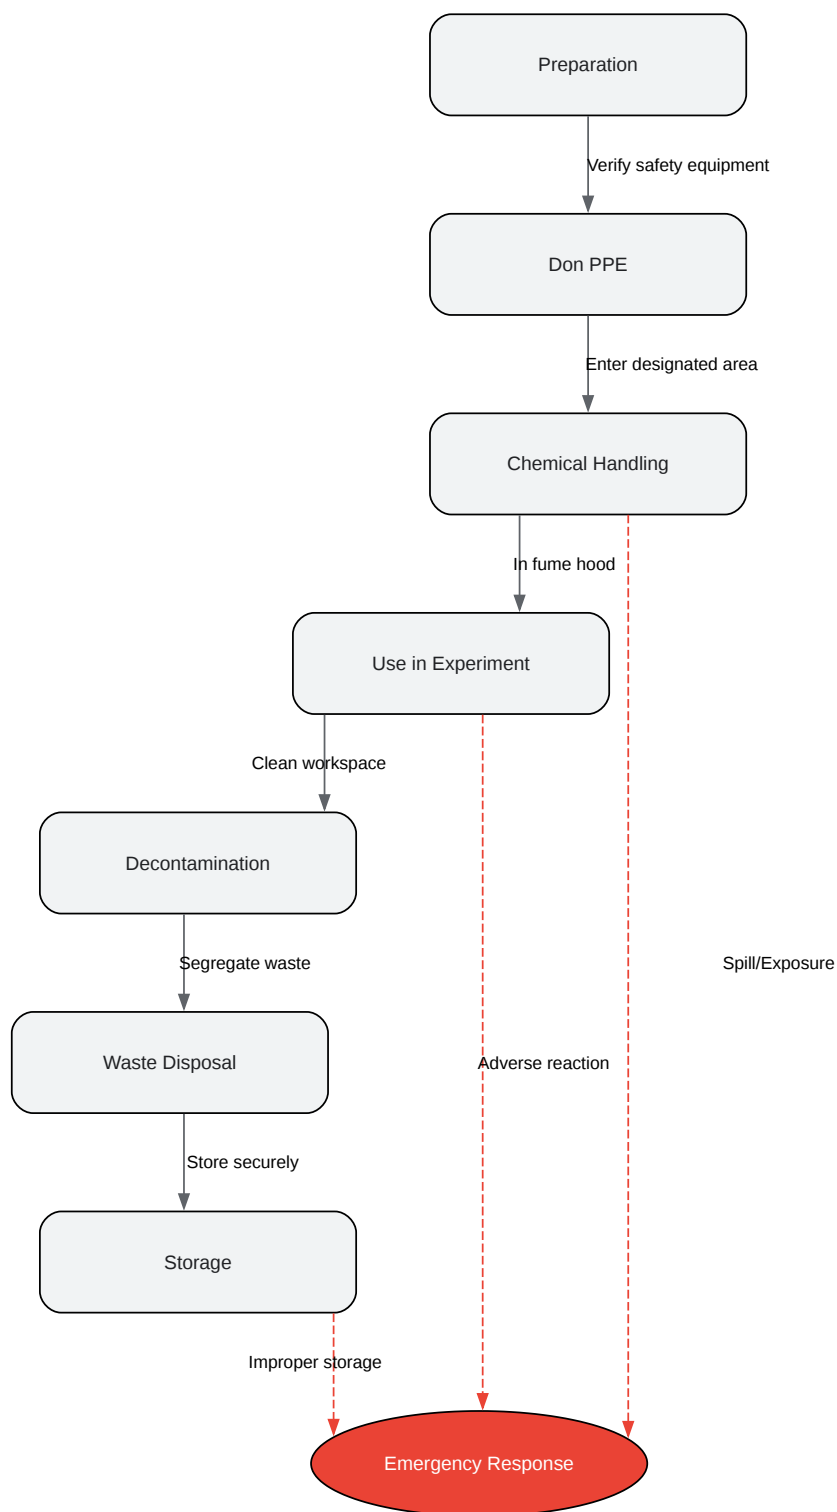 Preparation
Verify safety equipment
Don PPE
Enter designated area
Chemical Handling
In fume hood
Use in Experiment
Clean workspace
Decontamination
Segregate waste
Spill/Exposure
Waste Disposal
Adverse reaction
Store securely
Storage
Improper storage
Emergency Response